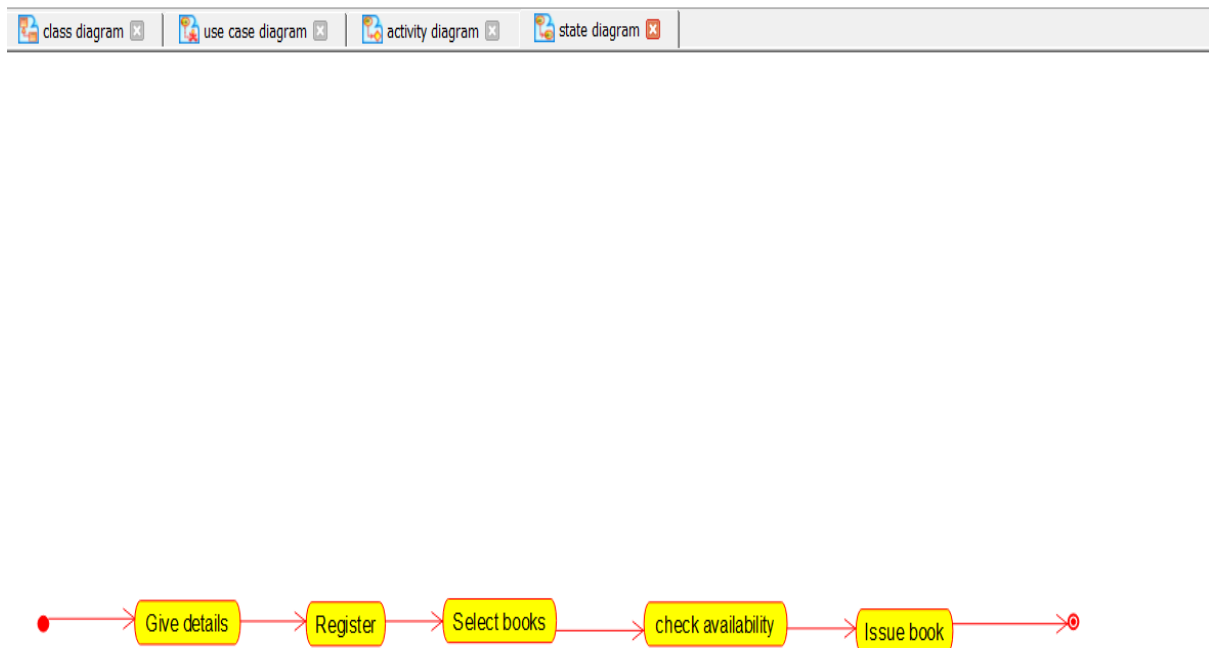 class diagram
use case diagram
activity diagram
state diagram
Give details
Register
Select books
check availability
Issue book